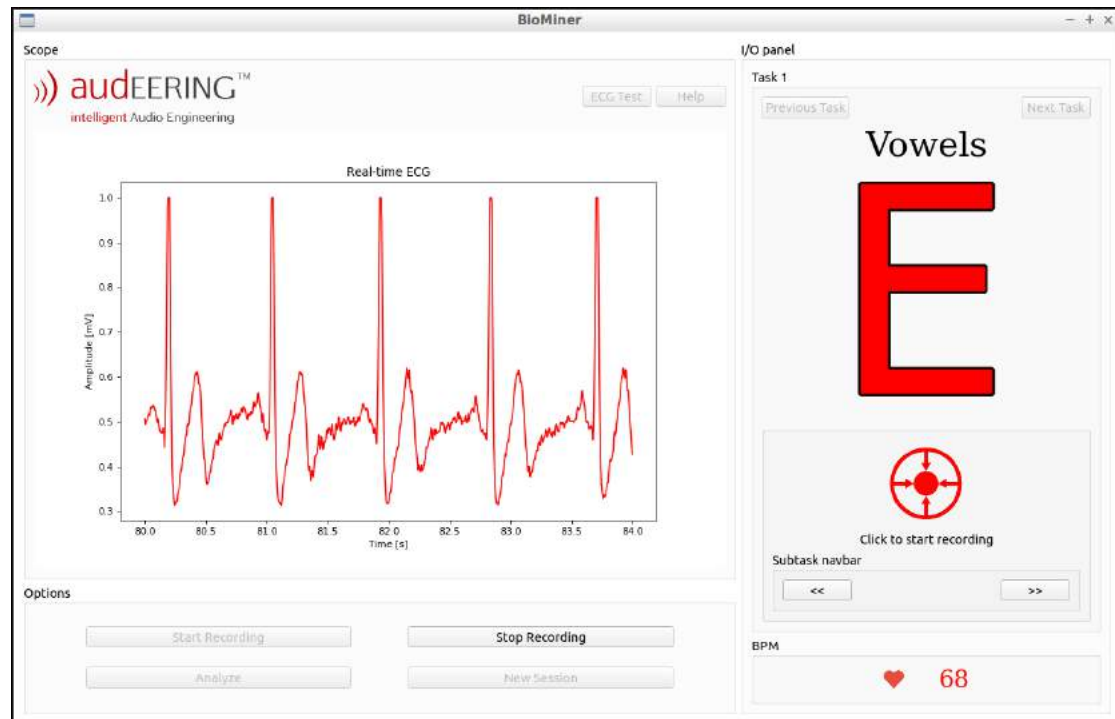 BioMiner
Scope
audEERING™
intelligent Audio Engineering
ECG Test Help
Real-time ECG
Amplitude [mV]
1.0
0.9
0.8
0.7
0.6
0.5
0.4
0.3
80.0 80.5 81.0 81.5 82.0 82.5 83.0 83.5 84.0
Time [s]
Options
Start Recording Stop Recording
Analyze New Session
I/O panel
Task 1
Previous Task Next Task
Vowels
E
Click to start recording
Subtask navbar
<< >>
BPM
68